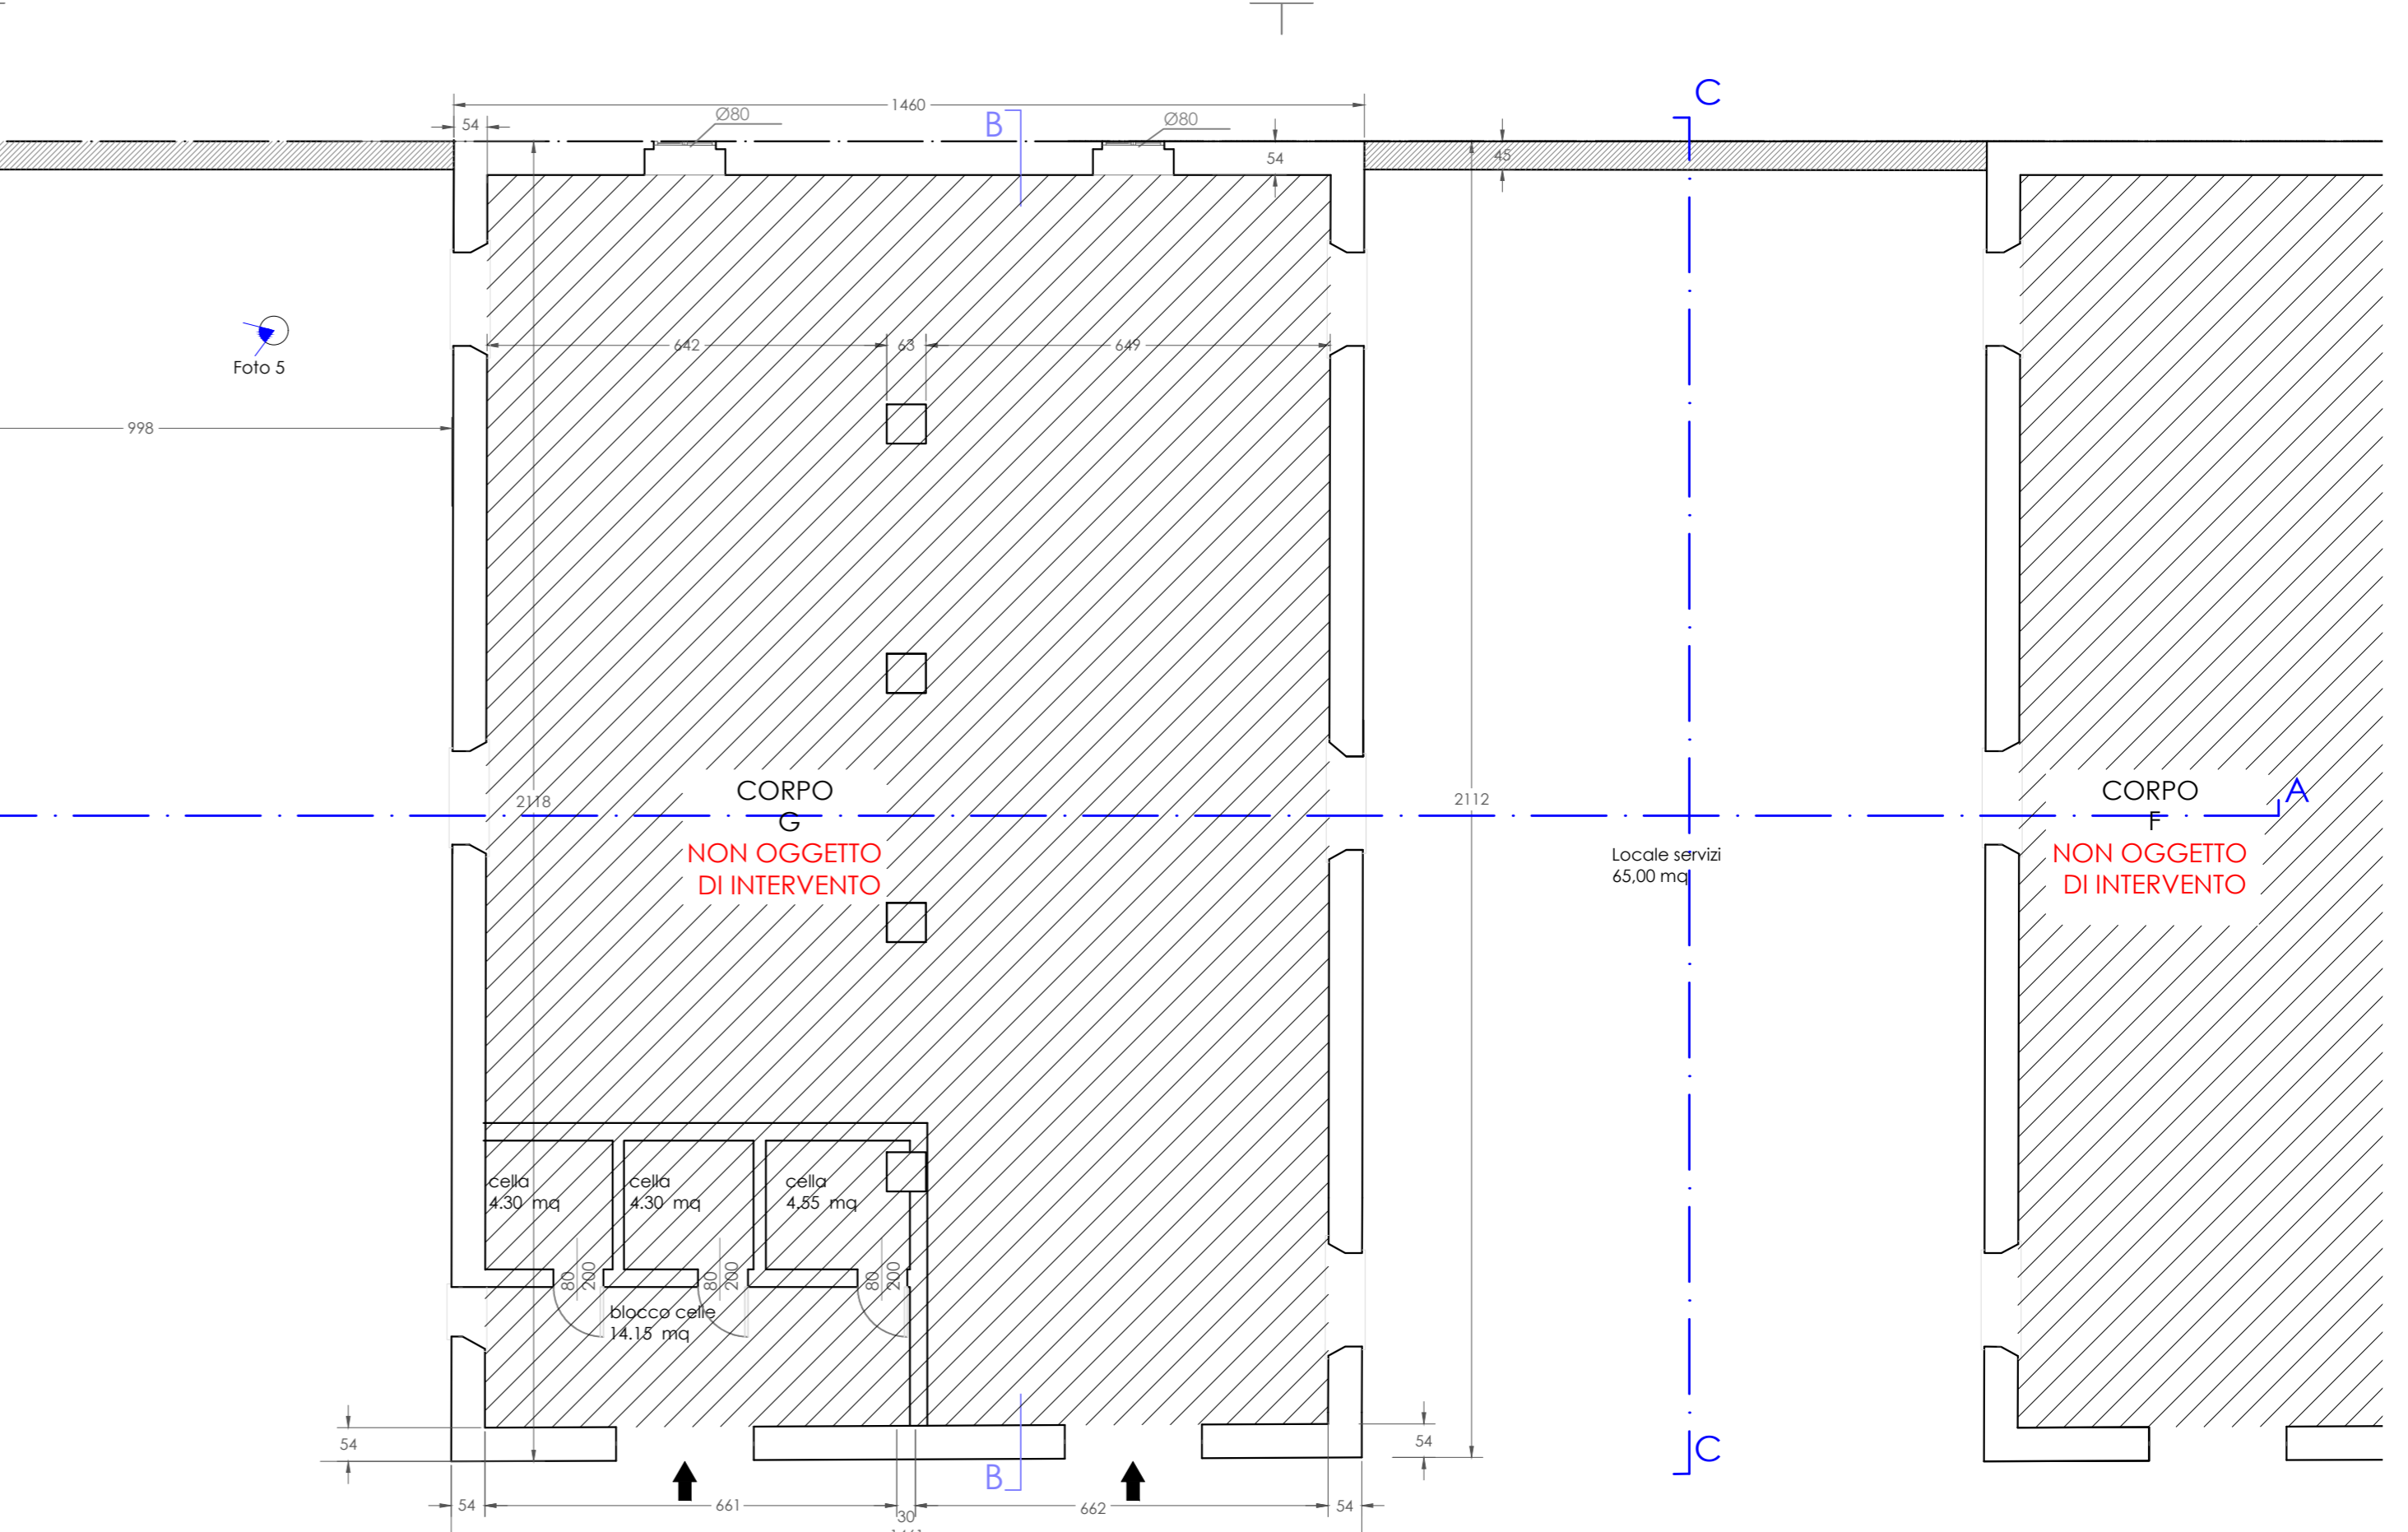 C
1460
Ø80
Ø80
54
B
54
45
642
63
649
Foto 5
998
CORPO
G
NON OGGETTO
DI INTERVENTO
2118
2112
CORPO
F
NON OGGETTO
DI INTERVENTO
A
Locale servizi
65,00 mq
cella
4.30 mq
cella
4.30 mq
cella
4.55 mq
80
200
80
200
80
200
blocco celle
14.15 mq
54
54
C
B
54
661
30
662
54